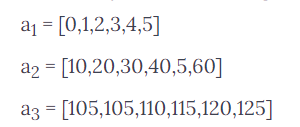 a₁ = [0,1,2,3,4,5]
a₂ = [10,20,30,40,5,60]
a₃ = [105,105,110,115,120,125]